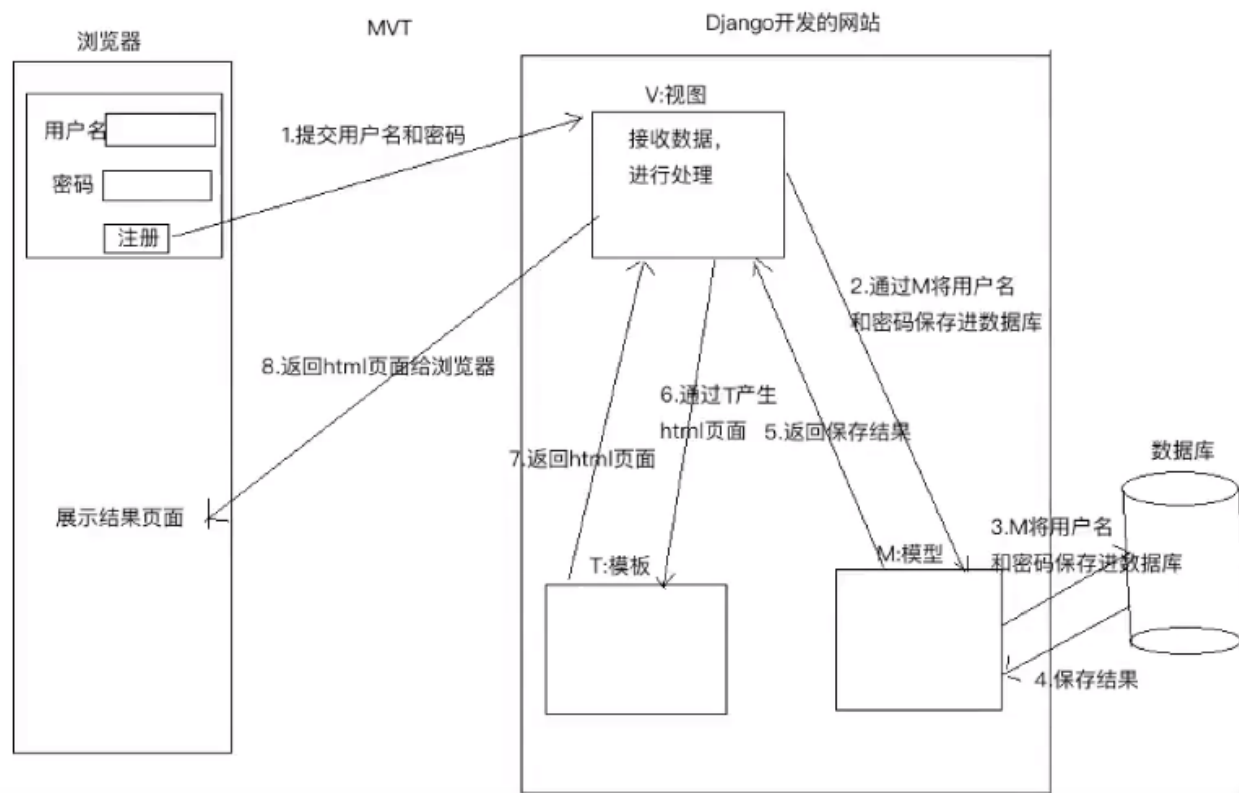 MVT
Django开发的网站
浏览器
用户名
密码
注册
1.提交用户名和密码
V:视图
接收数据，
进行处理
2.通过M将用户名
和密码保存进数据库
8.返回html页面给浏览器
6.通过T产生
html页面
5.返回保存结果
7.返回html页面
数据库
展示结果页面
3.M将用户名
和密码保存进数据库
T:模板
M:模型
4.保存结果